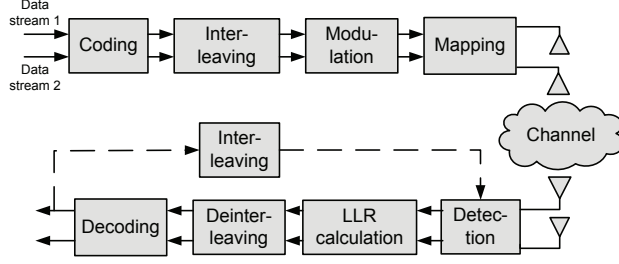 Data
stream 1
Data
stream 2
Coding
Inter-
leaving
Modu-
lation
Mapping
Channel
Inter-
leaving
Decoding
Deinter-
leaving
LLR
calculation
Detec-
tion